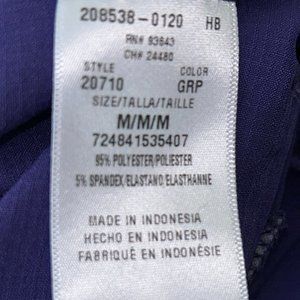 208538-0120 HB
RN# 93643
CH# 24480
STYLE COLOR
20710 GRP
SIZE/TALLA/TAILLE
M/M/M
724841535407
95% POLYESTER/POLIESTER
5% SPANDEX/ELASTANO/ELASTHANNE
MADE IN INDONESIA
HECHO EN INDONESIA
FABRIQUÉ EN INDONÉSIE